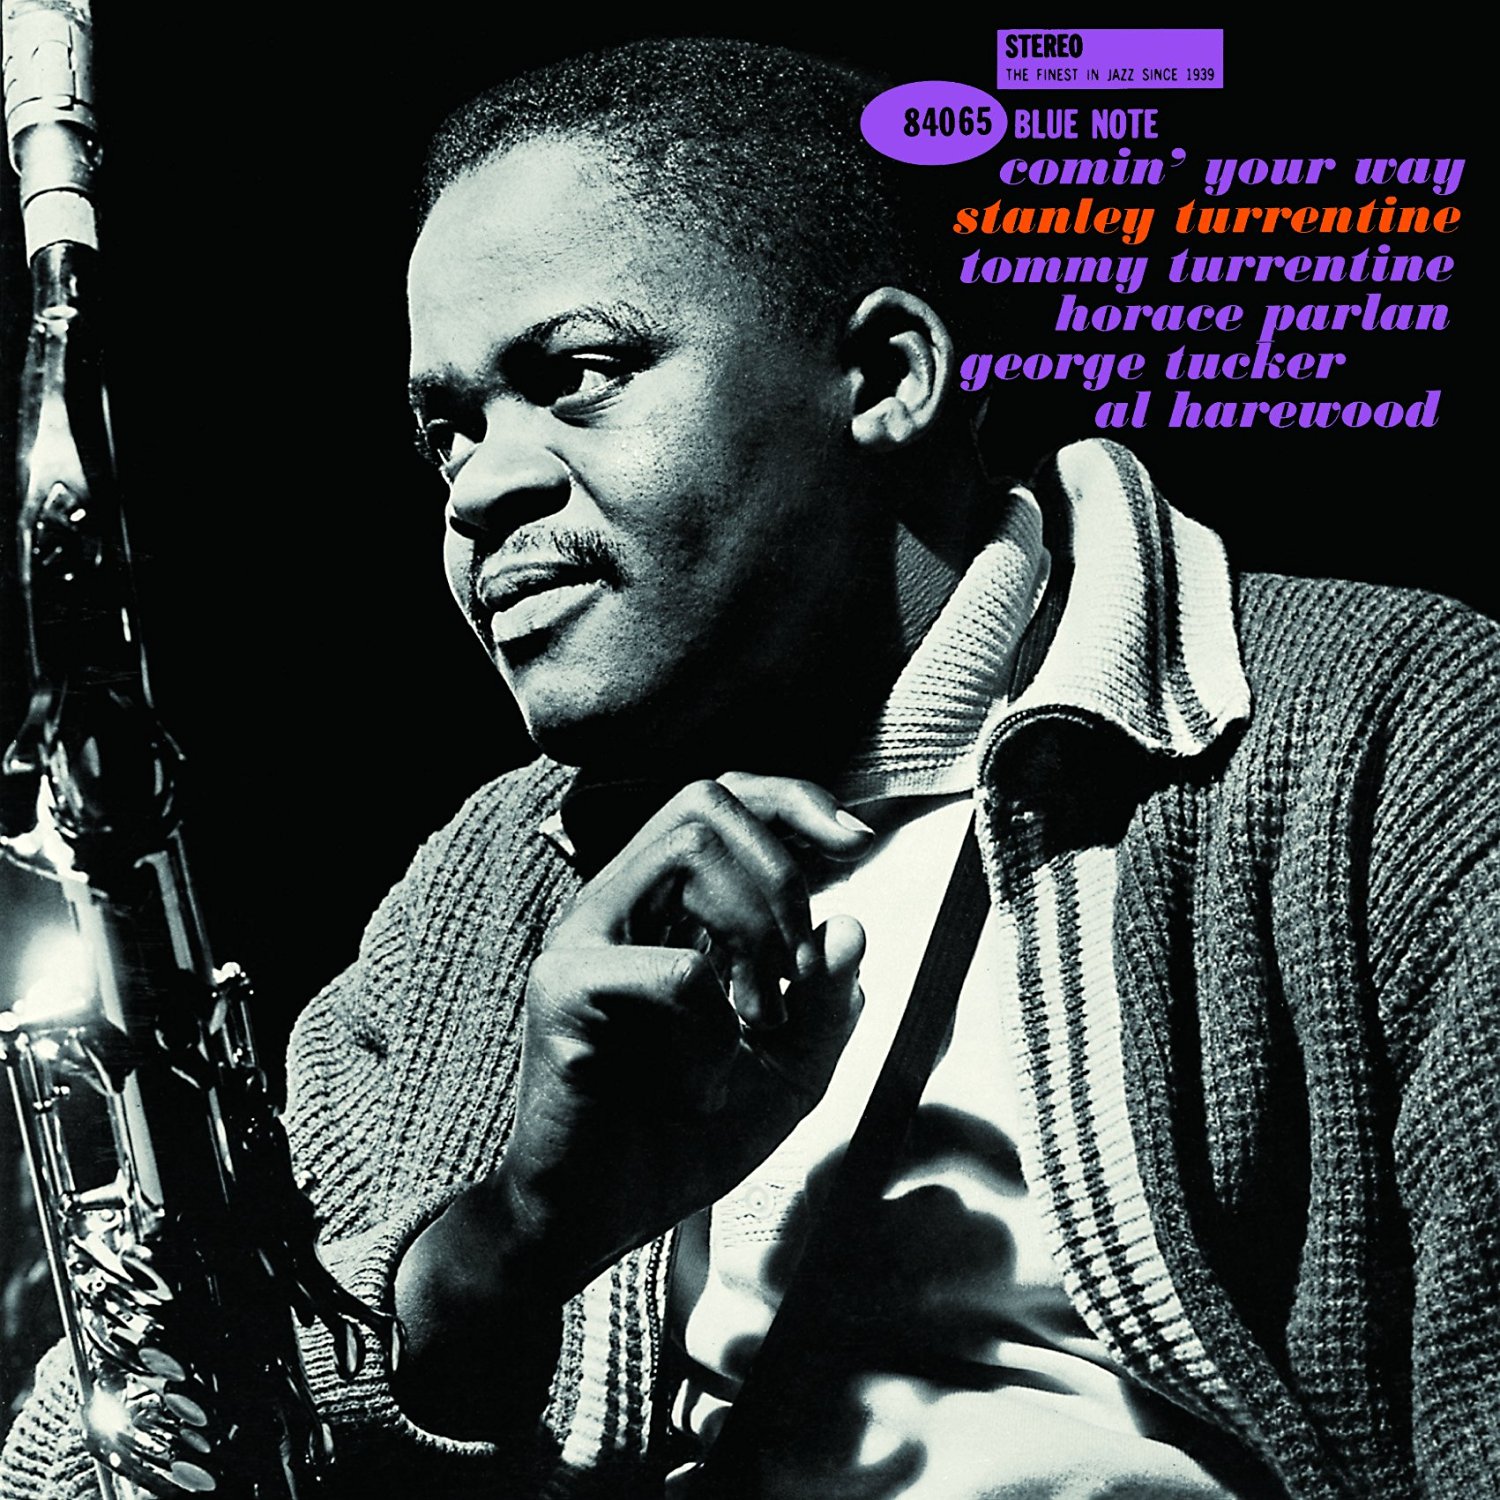 STEREO
THE FINEST IN JAZZ SINCE 1939
84065 BLUE NOTE
comin' your way
stanley turrentine
tommy turrentine
horace parlan
george tucker
al harewood